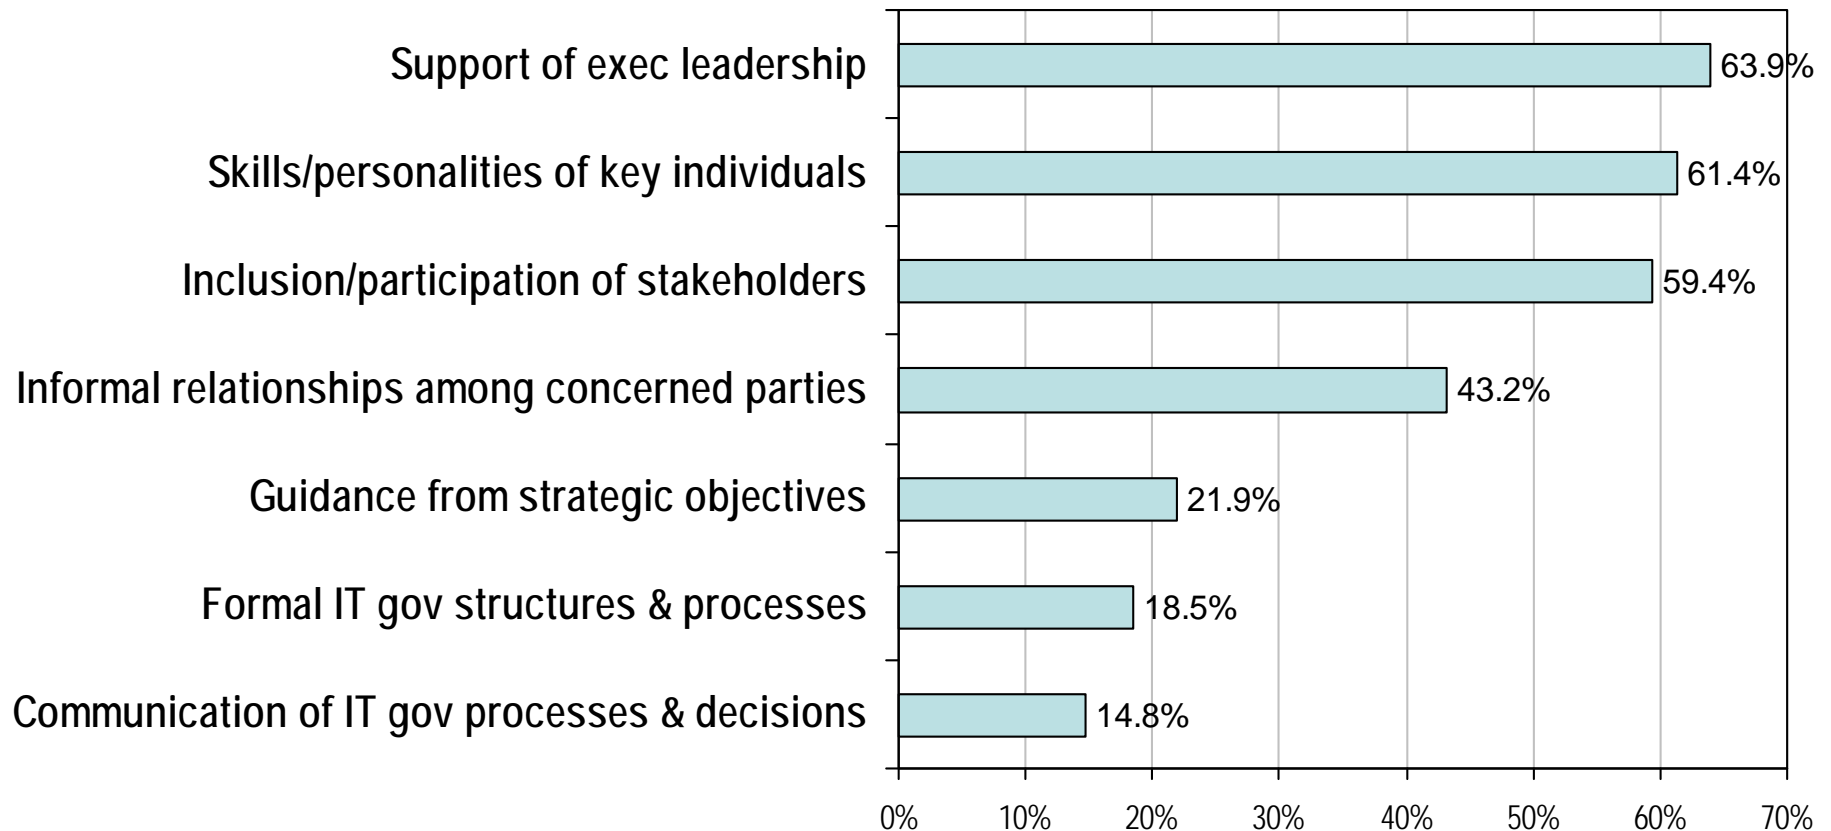 Support of exec leadership
63.9%
Skills/personalities of key individuals
61.4%
Inclusion/participation of stakeholders
59.4%
Informal relationships among concerned parties
43.2%
Guidance from strategic objectives
21.9%
Formal IT gov structures & processes
18.5%
Communication of IT gov processes & decisions
14.8%
0% 10% 20% 30% 40% 50% 60% 70%